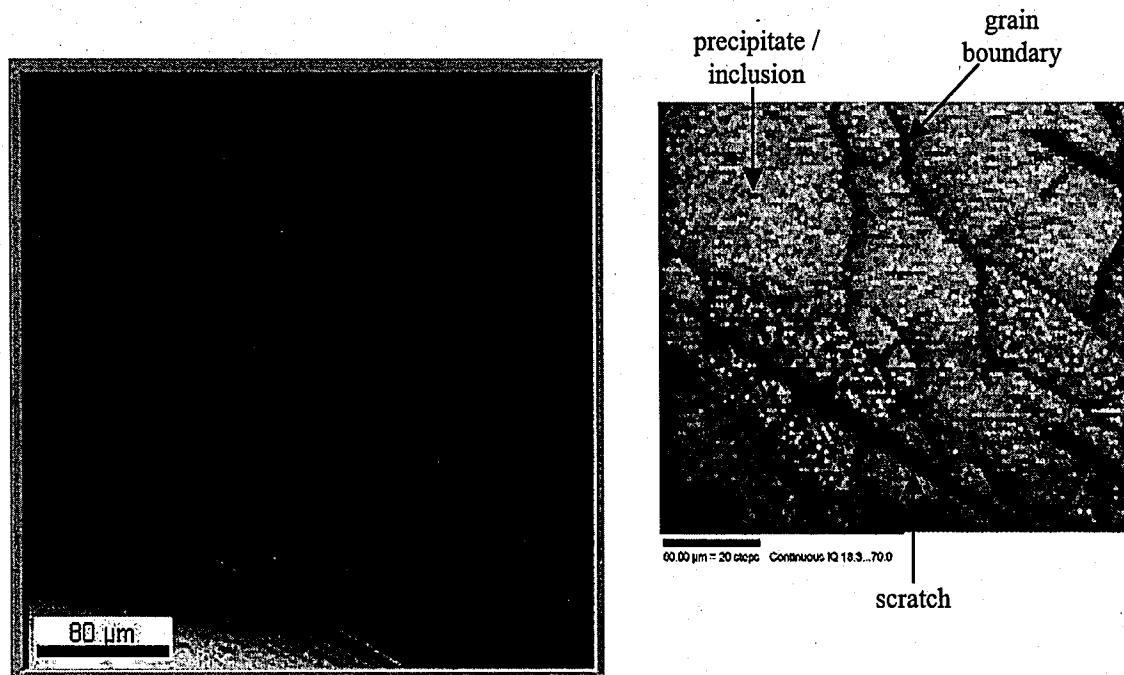 precipitate /
inclusion
grain
boundary
80 µm
60.00 µm = 20 steps Continuous IQ 18.3...70.0
scratch